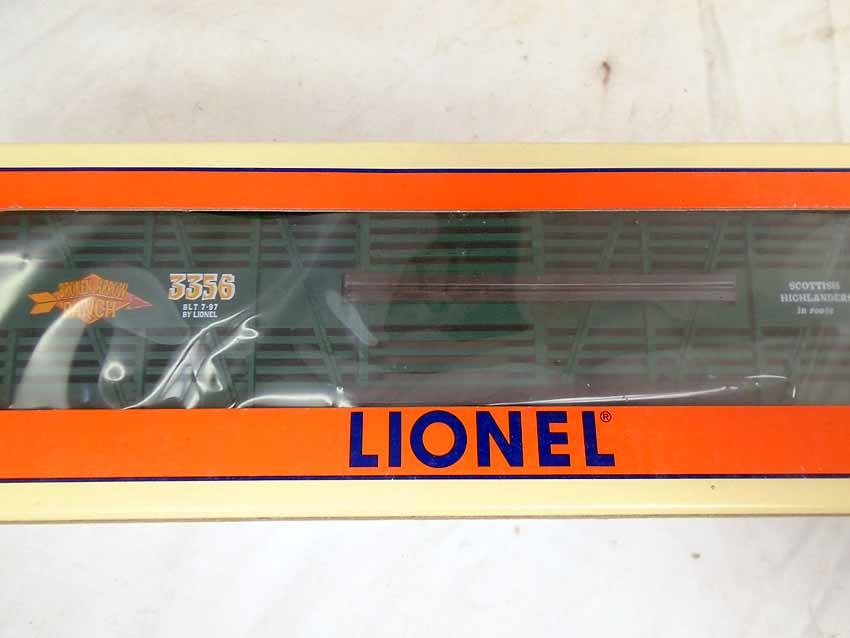 BROKEN ARROW
RANCH
3356
BLT 7-97
BY LIONEL
SCOTTISH
HIGHLANDERS
in route
LIONEL®